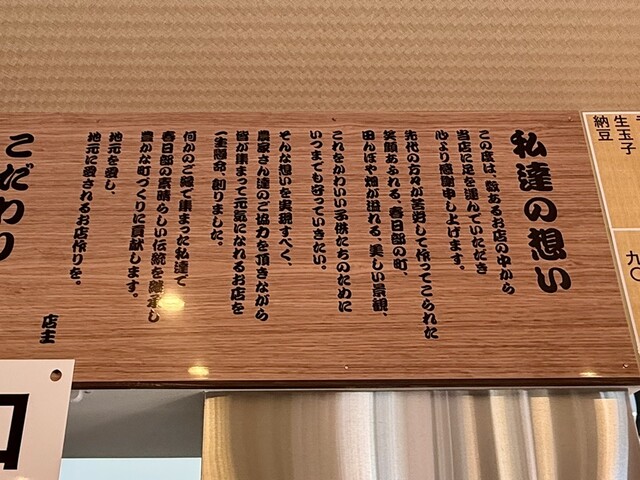 生玉子
納豆
九〇
私達の想い
この度は、数あるお店の中から
当店に足を運んでいただき
心より感謝申し上げます。
先代の方々が苦労して作ってこられた
笑顔あふれる、春日部の町、
田んぼや畑が溢れる、美しい景観、
これをかわいい子供たちのために
いつまでも守っていきたい。
そんな想いを実現すべく、
農家さん達のご協力を頂きながら
皆が集まって元気になれるお店を
一生懸命、創りました。
何かのご縁で集まった私達で
春日部の素晴らしい伝統を継承し
豊かな町づくりに貢献します。
地元を愛し、
地元に愛されるお店作りを。
店主
こだわり